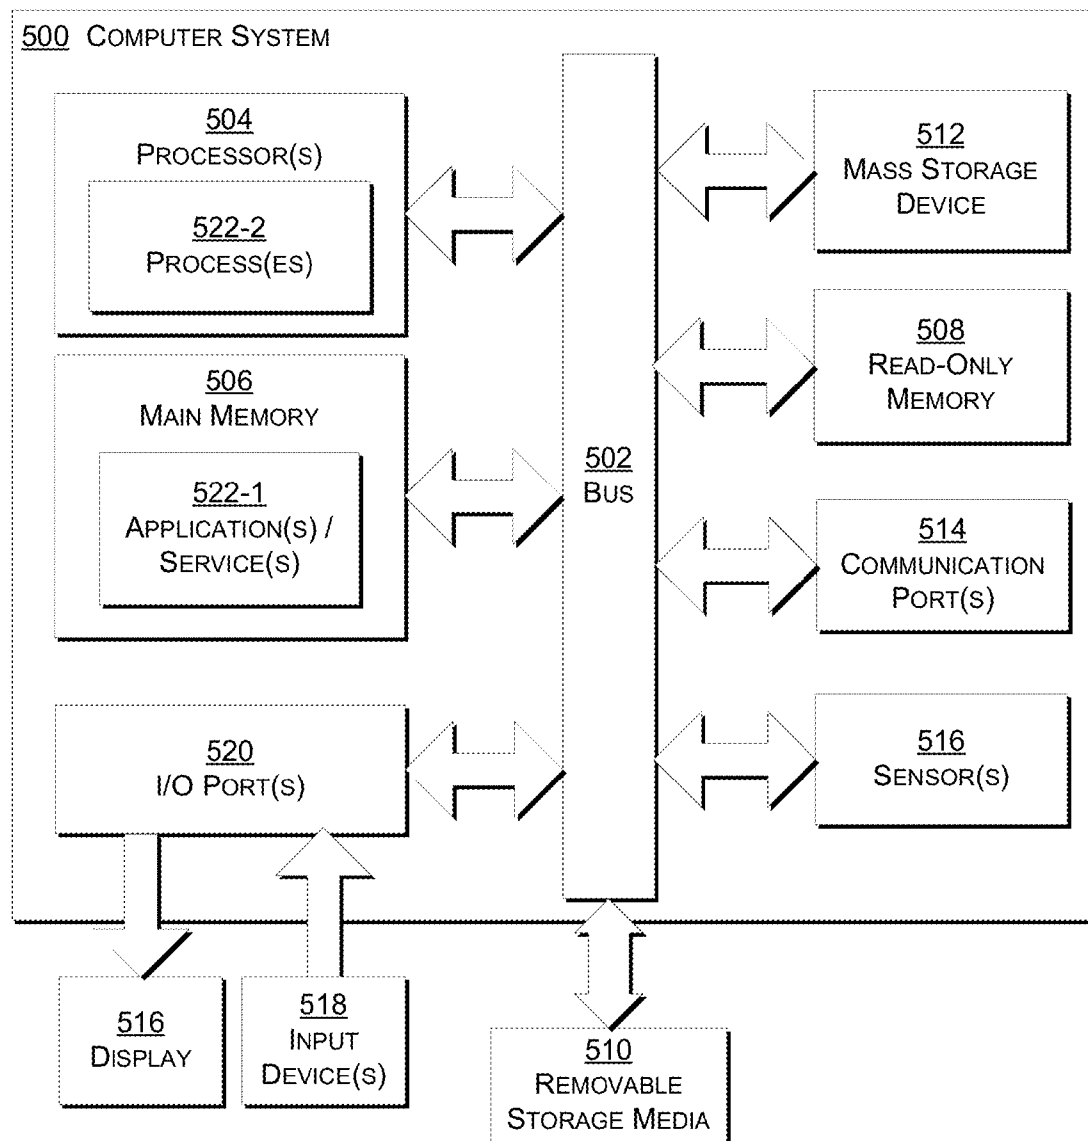 500 COMPUTER SYSTEM
504
PROCESSOR(S)
522-2
PROCESS(ES)
506
MAIN MEMORY
522-1
APPLICATION(S) /
SERVICE(S)
520
I/O PORT(S)
502
BUS
512
MASS STORAGE
DEVICE
508
READ-ONLY
MEMORY
514
COMMUNICATION
PORT(S)
516
SENSOR(S)
516
DISPLAY
518
INPUT
DEVICE(S)
510
REMOVABLE
STORAGE MEDIA